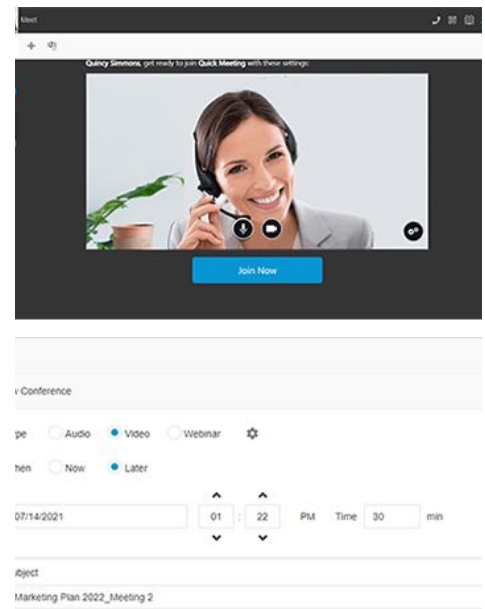 Meet
Quincy Simmons, get ready to join Quick Meeting with these settings:
Join Now
Conference
Audio Video Webinar
Now Later
07/14/2021 01 : 22 PM Time 30 min
Marketing Plan 2022_Meeting 2